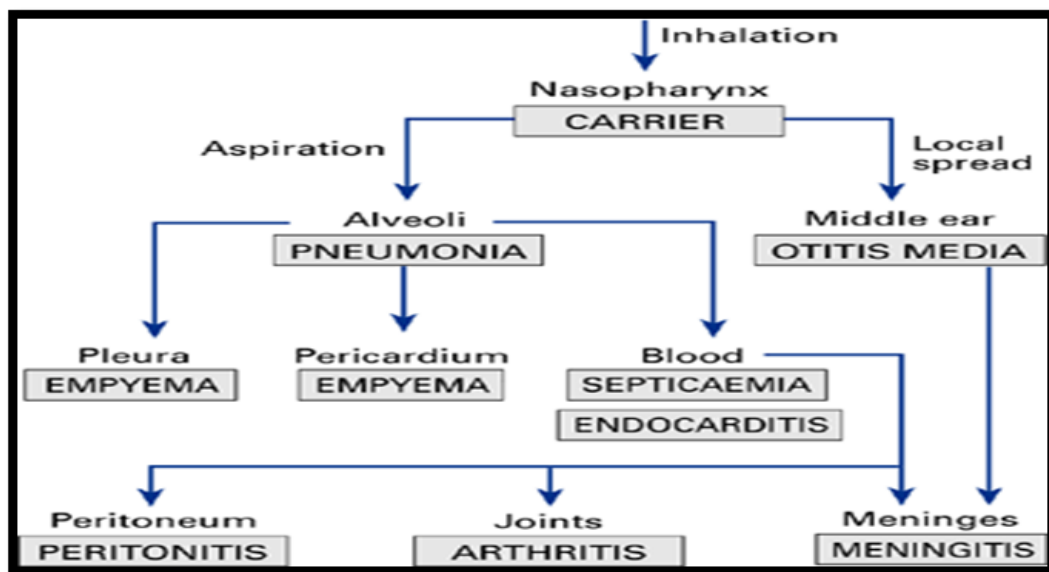 Inhalation
Nasopharynx
CARRIER
Aspiration
Local
spread
Alveoli
PNEUMONIA
Middle ear
OTITIS MEDIA
Pleura
EMPYEMA
Pericardium
EMPYEMA
Blood
SEPTICAEMIA
ENDOCARDITIS
Peritoneum
PERITONITIS
Joints
ARTHRITIS
Meninges
MENINGITIS